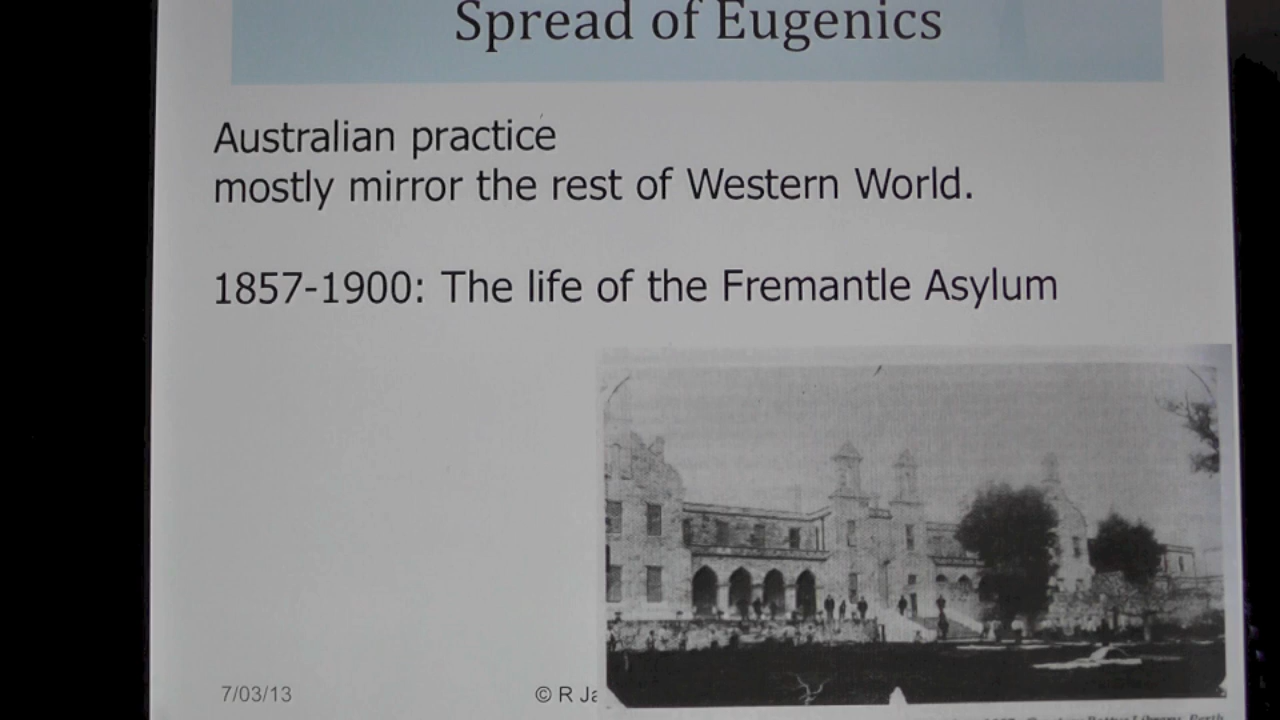 Spread of Eugenics
Australian practice
mostly mirror the rest of Western World.
1857-1900: The life of the Fremantle Asylum
7/03/13
© R